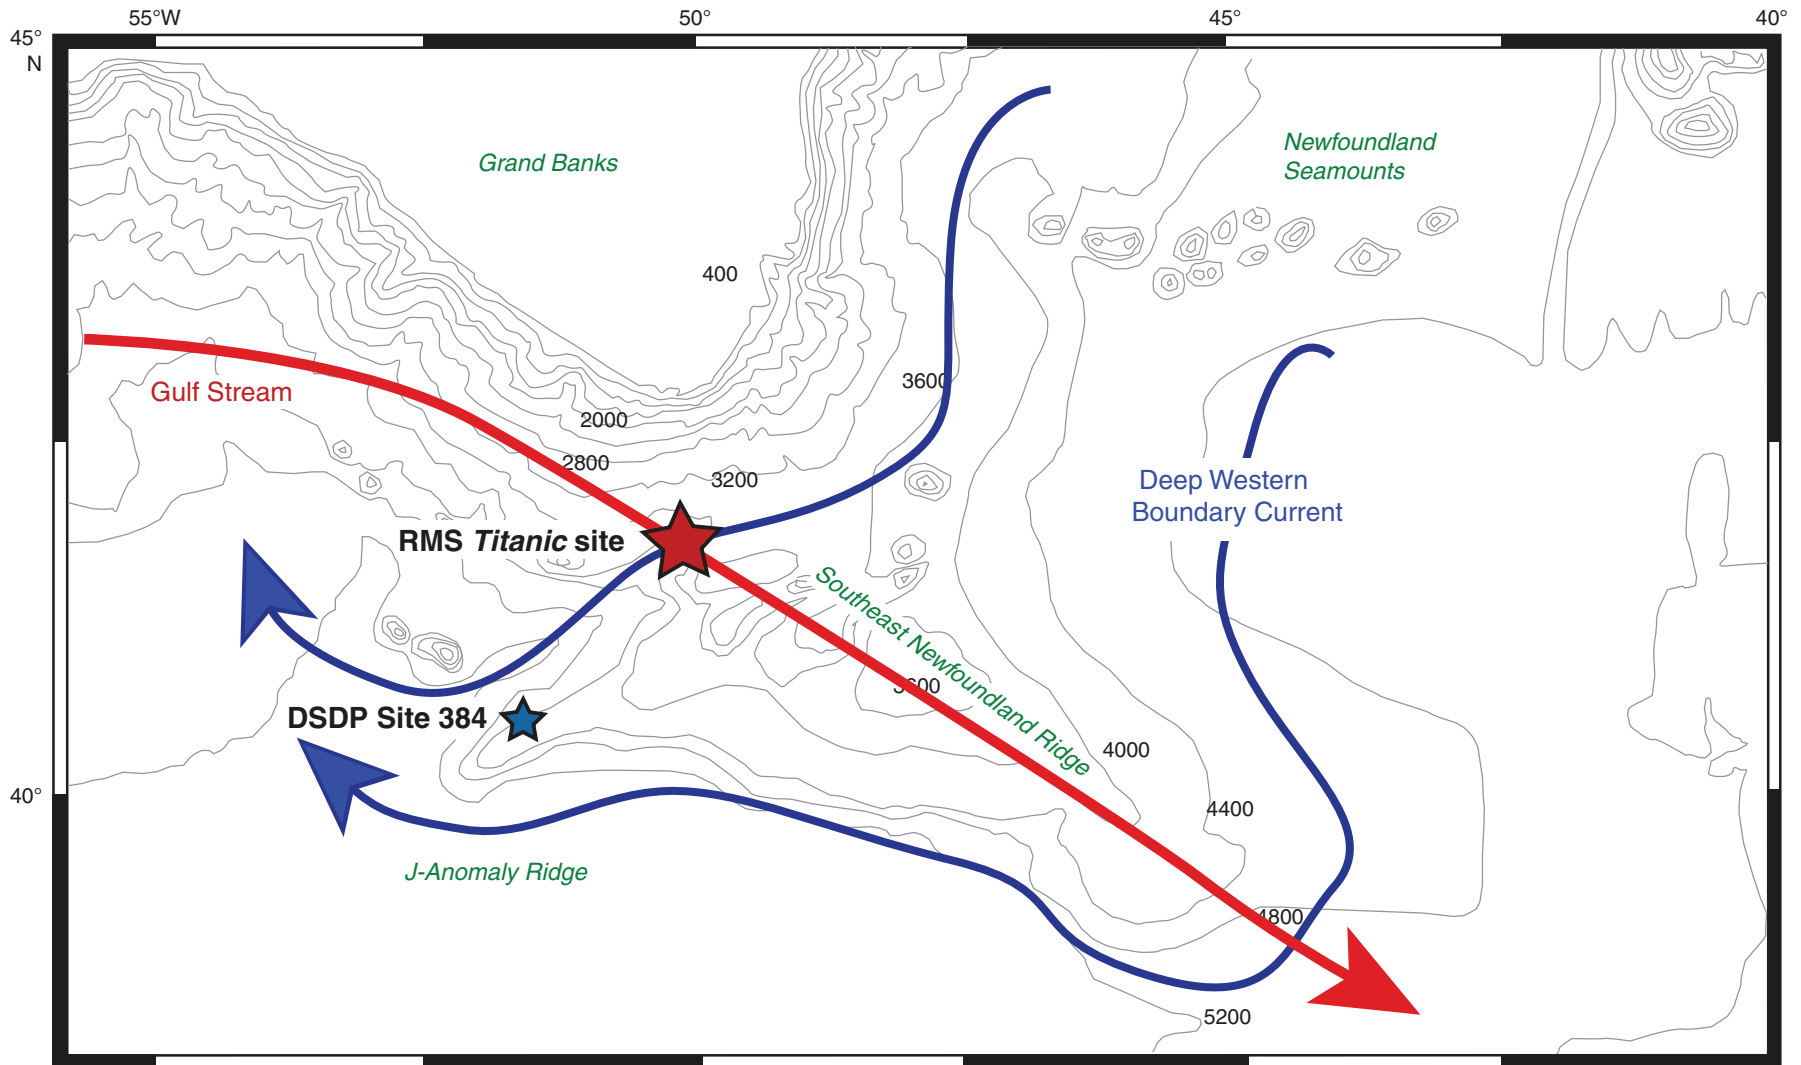 55°W
50°
45°
40°
45°
N
Grand Banks
Newfoundland
Seamounts
400
Gulf Stream
3600
2000
2800
3200
Deep Western
Boundary Current
RMS Titanic site
Southeast Newfoundland Ridge
3600
DSDP Site 384
4000
40°
4400
J-Anomaly Ridge
4800
5200